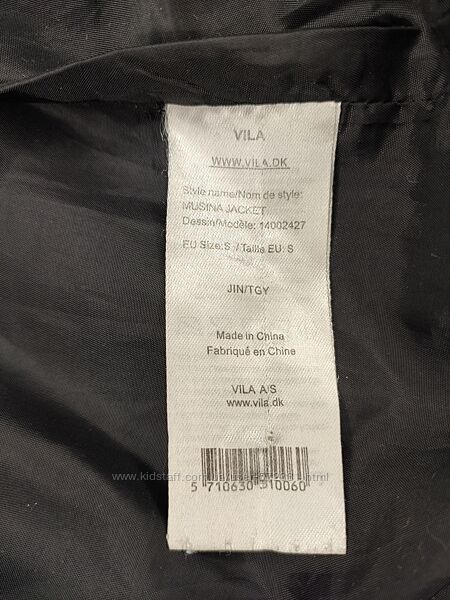 VILA
WWW.VILA.DK
Style name/Nom de style:
MUSINA JACKET
Dessin/Modèle: 14002427
EU Size:S /Taille EU: S
JIN/TGY
Made in China
Fabriqué en Chine
VILA A/S
www.vila.dk
5 710630 310060